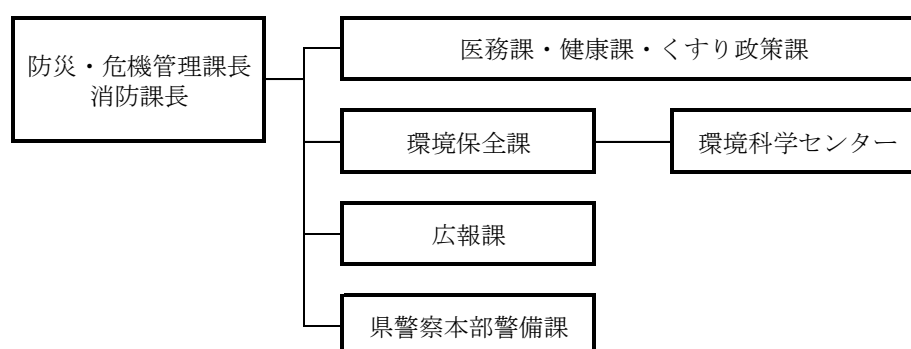 防災・危機管理課長
消防課長
医務課・健康課・くすり政策課
環境保全課
環境科学センター
広報課
県警察本部警備課